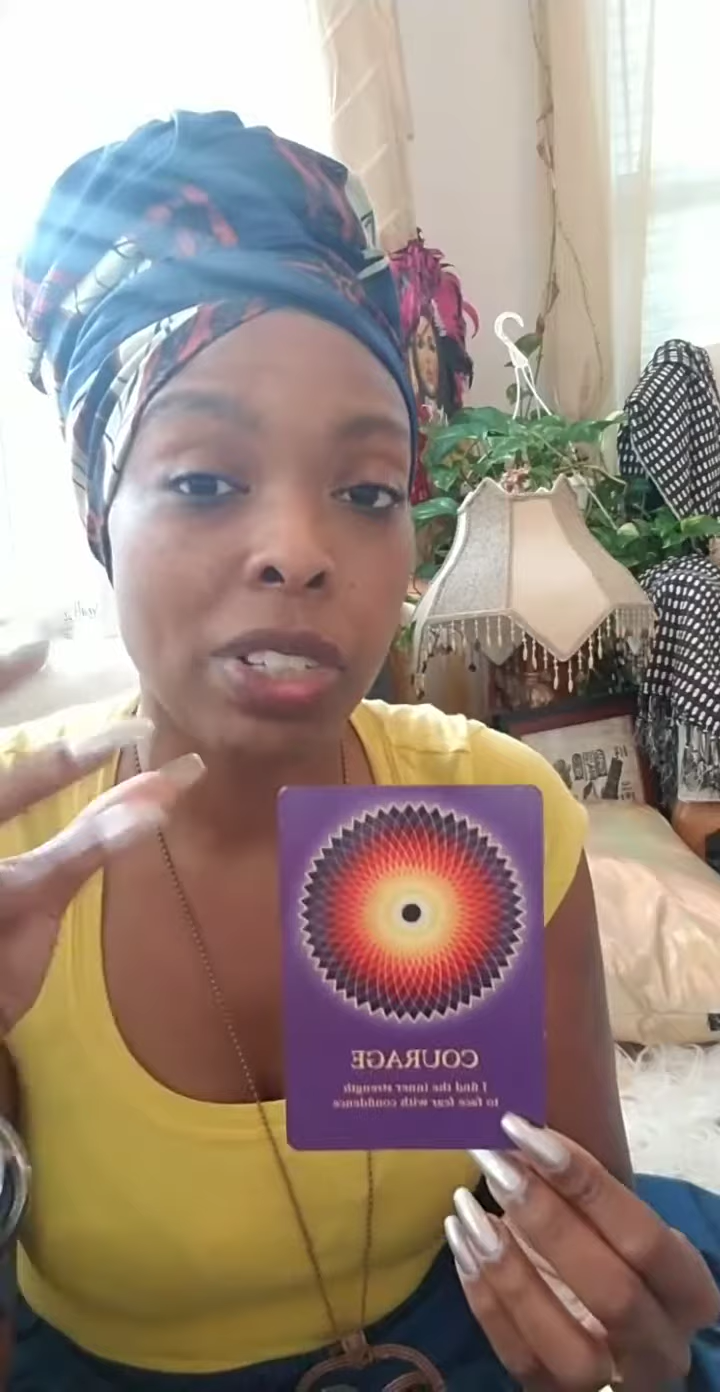 COURAGE
I find the inner strength
to face fear with confidence